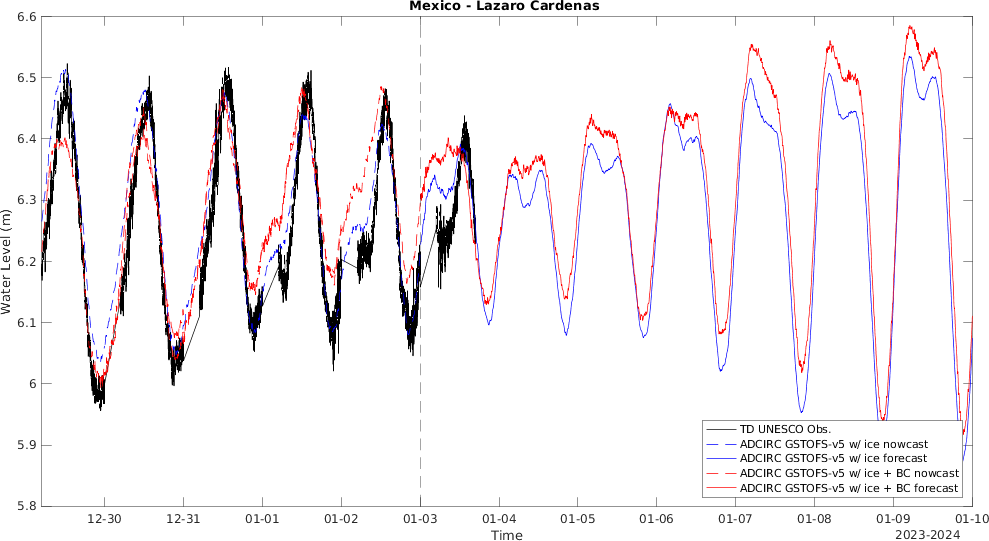 Mexico - Lazaro Cardenas
6.6
6.5
6.4
6.3
6.2
6.1
6
5.9
5.8
Water Level (m)
TD UNESCO Obs.
ADCIRC GSTOFS-v5 w/ ice nowcast
ADCIRC GSTOFS-v5 w/ ice forecast
ADCIRC GSTOFS-v5 w/ ice + BC nowcast
ADCIRC GSTOFS-v5 w/ ice + BC forecast
12-30 12-31 01-01 01-02 01-03 01-04 01-05 01-06 01-07 01-08 01-09 01-10
Time
2023-2024